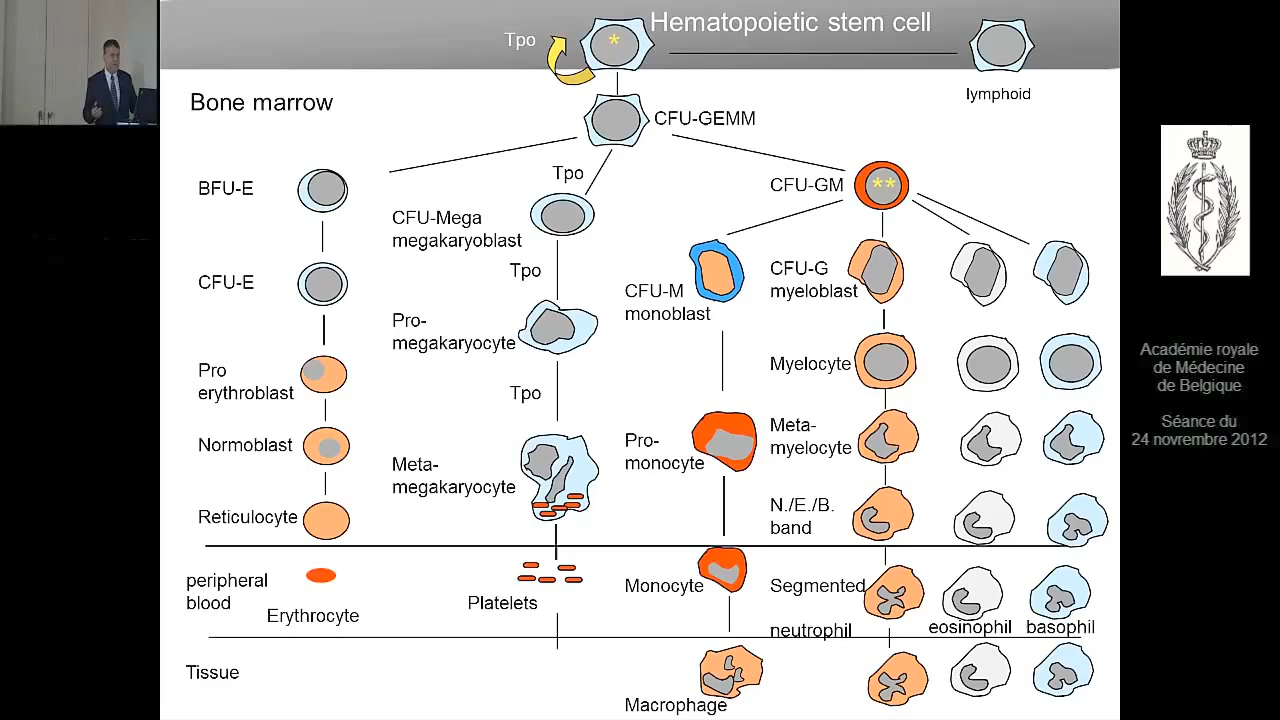 Hematopoietic stem cell
Tpo
*
lymphoid
Bone marrow
CFU-GEMM
Tpo
BFU-E
CFU-GM
**
CFU-Mega
megakaryoblast
Tpo
CFU-E
CFU-M
monoblast
CFU-G
myeloblast
Pro-
megakaryocyte
Myelocyte
Pro
erythroblast
Tpo
Normoblast
Meta-
megakaryocyte
Pro-
monocyte
Meta-
myelocyte
Reticulocyte
N./E./B.
band
peripheral
blood
Erythrocyte
Platelets
Monocyte
Segmented
neutrophil
eosinophil
basophil
Tissue
Macrophage
Académie royale
de Médecine
de Belgique
Séance du
24 novembre 2012